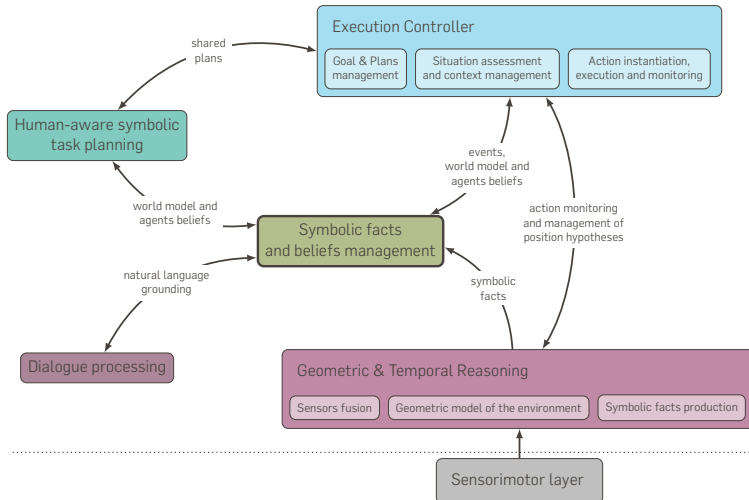 Execution Controller
shared
plans
Goal & Plans
management
Situation assessment
and context management
Action instantiation,
execution and monitoring
Human-aware symbolic
task planning
events,
world model and
agents beliefs
world model and
agents beliefs
action monitoring
and management of
position hypotheses
Symbolic facts
and beliefs management
natural language
grounding
symbolic
facts
Dialogue processing
Geometric & Temporal Reasoning
Sensors fusion
Geometric model of the environment
Symbolic facts production
Sensorimotor layer